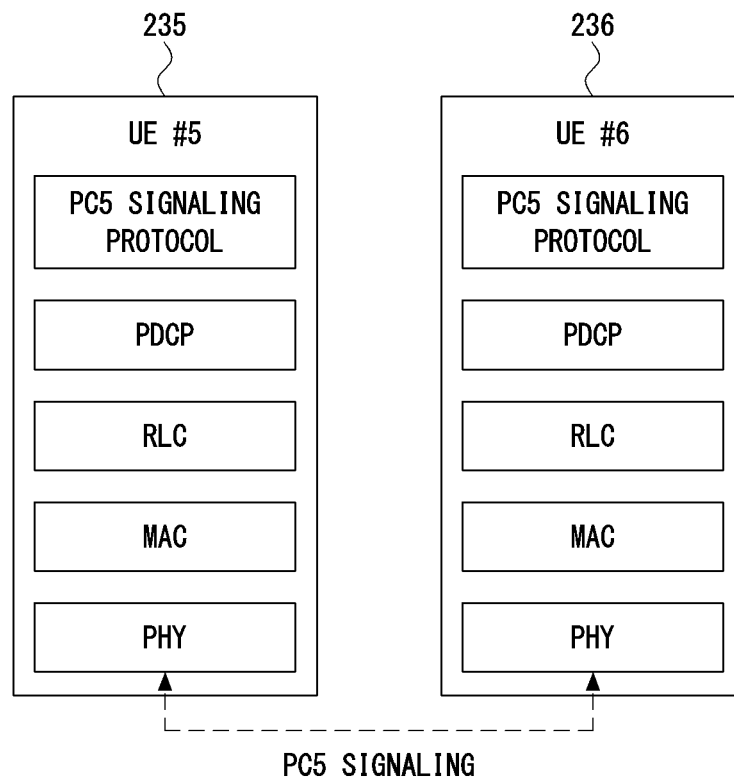 235
236
UE #5
UE #6
PC5 SIGNALING
PROTOCOL
PC5 SIGNALING
PROTOCOL
PDCP
PDCP
RLC
RLC
MAC
MAC
PHY
PHY
PC5 SIGNALING